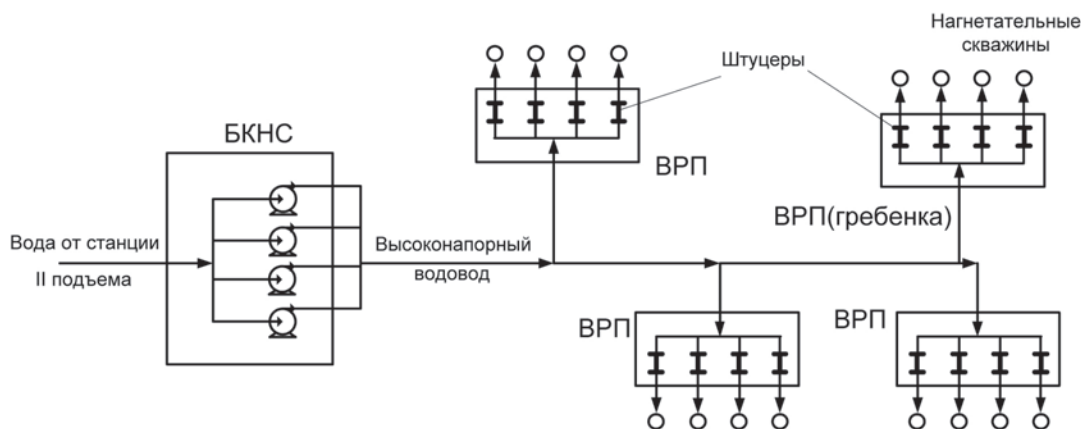 Нагнетательные
скважины
Штуцеры
БКНС
ВРП
ВРП(гребенка)
Вода от станции
II подъема
Высоконапорный
водовод
ВРП
ВРП